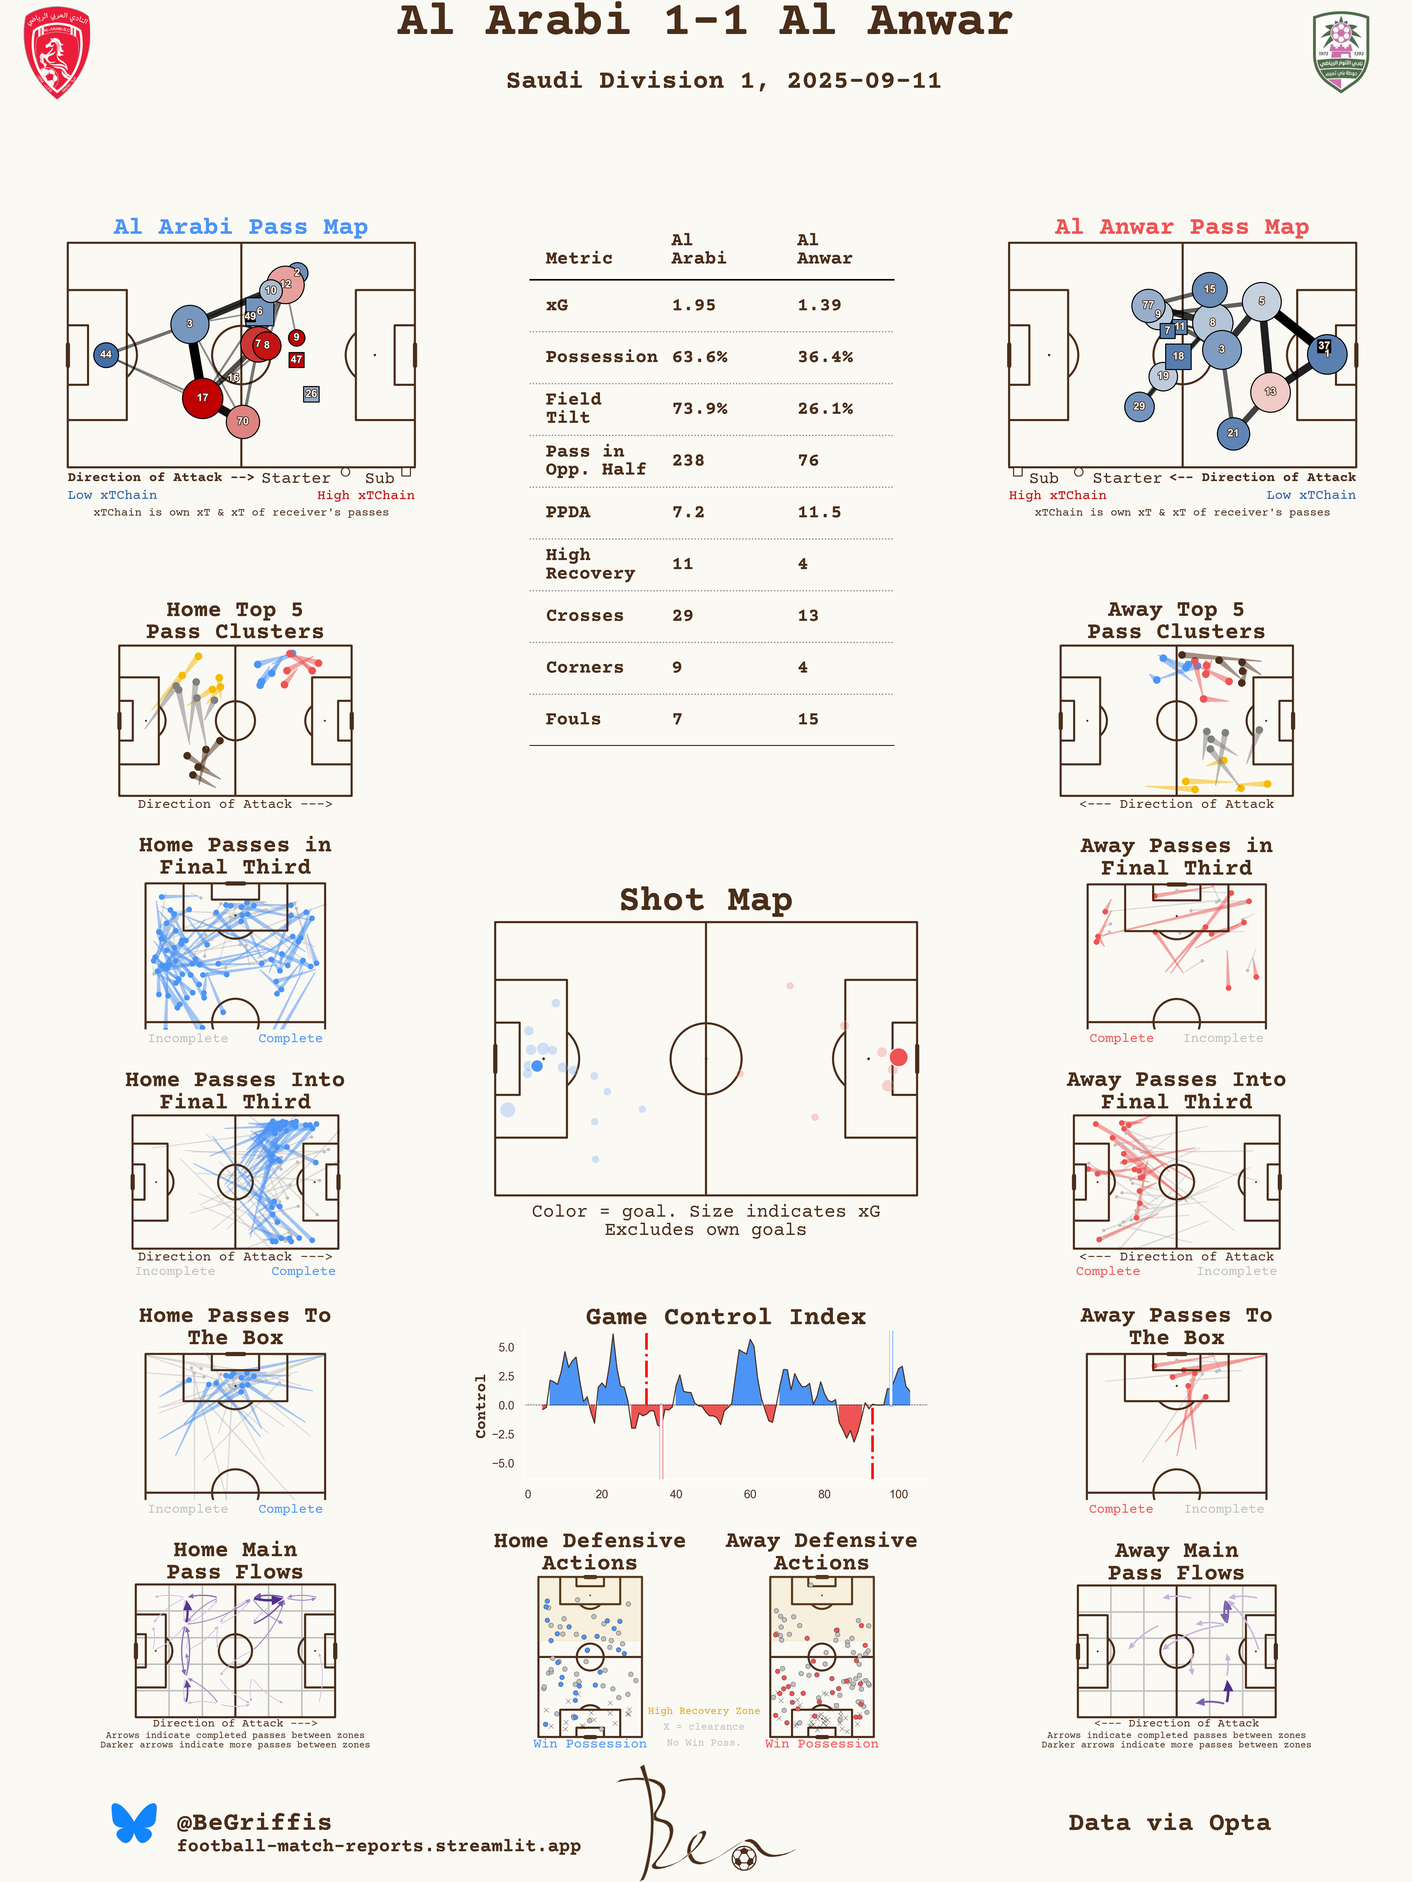 Al Arabi 1-1 Al Anwar
Saudi Division 1, 2025-09-11
Al Arabi Pass Map
44
3
17
70
16
49
6
10
12
2
7
8
9
47
26
Direction of Attack --> Starter Sub
Low xTChain High xTChain
xTChain is own xT & xT of receiver's passes
Metric Al Arabi Al Anwar
xG 1.95 1.39
Possession 63.6% 36.4%
Field Tilt 73.9% 26.1%
Pass in Opp. Half 238 76
PPDA 7.2 11.5
High Recovery 11 4
Crosses 29 13
Corners 9 4
Fouls 7 15
Al Anwar Pass Map
77
9
7
11
15
8
5
18
3
19
29
21
13
37
1
Sub Starter <-- Direction of Attack
High xTChain Low xTChain
xTChain is own xT & xT of receiver's passes
Home Top 5
Pass Clusters
Direction of Attack --->
Away Top 5
Pass Clusters
<--- Direction of Attack
Home Passes in
Final Third
Incomplete Complete
Away Passes in
Final Third
Complete Incomplete
Shot Map
Color = goal. Size indicates xG
Excludes own goals
Home Passes Into
Final Third
Direction of Attack --->
Incomplete Complete
Away Passes Into
Final Third
<--- Direction of Attack
Complete Incomplete
Home Passes To
The Box
Incomplete Complete
Game Control Index
Control
5.0
2.5
0.0
−2.5
−5.0
0 20 40 60 80 100
Away Passes To
The Box
Complete Incomplete
Home Main
Pass Flows
Direction of Attack --->
Arrows indicate completed passes between zones
Darker arrows indicate more passes between zones
Home Defensive
Actions
Win Possession
High Recovery Zone
X = clearance
No Win Poss.
Away Defensive
Actions
Win Possession
Away Main
Pass Flows
<--- Direction of Attack
Arrows indicate completed passes between zones
Darker arrows indicate more passes between zones
@BeGriffis
football-match-reports.streamlit.app
Ben
Data via Opta